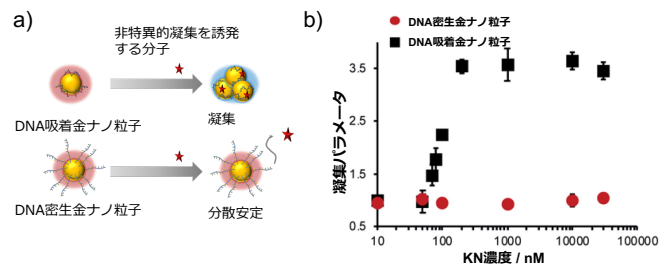 a)
非特異的凝集を誘発
する分子
DNA吸着金ナノ粒子
凝集
DNA密生金ナノ粒子
分散安定
b)
DNA密生金ナノ粒子
DNA吸着金ナノ粒子
凝集パラメータ
3.5
2.5
1.5
0.5
10
100
1000
10000
100000
KN濃度 / nM